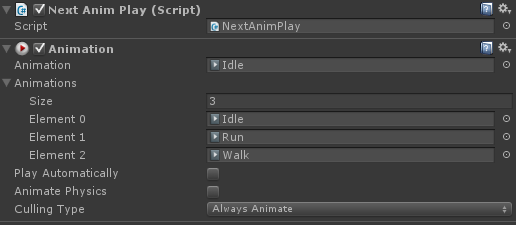 Next Anim Play (Script)
Script NextAnimPlay
Animation
Animation Idle
Animations
Size 3
Element 0 Idle
Element 1 Run
Element 2 Walk
Play Automatically
Animate Physics
Culling Type Always Animate